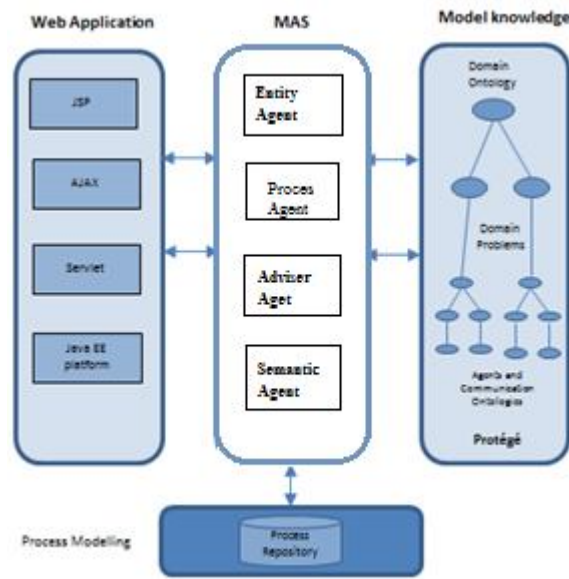 Web Application
MAS
Model knowledge
JSP
AJAX
Servlet
Java EE
platform
Entity
Agent
Proces
Agent
Adviser
Aget
Semantic
Agent
Domain
Ontology
Domain
Problems
Agents and
Communication
Ontologies
Protégé
Process Modelling
Process
Repository